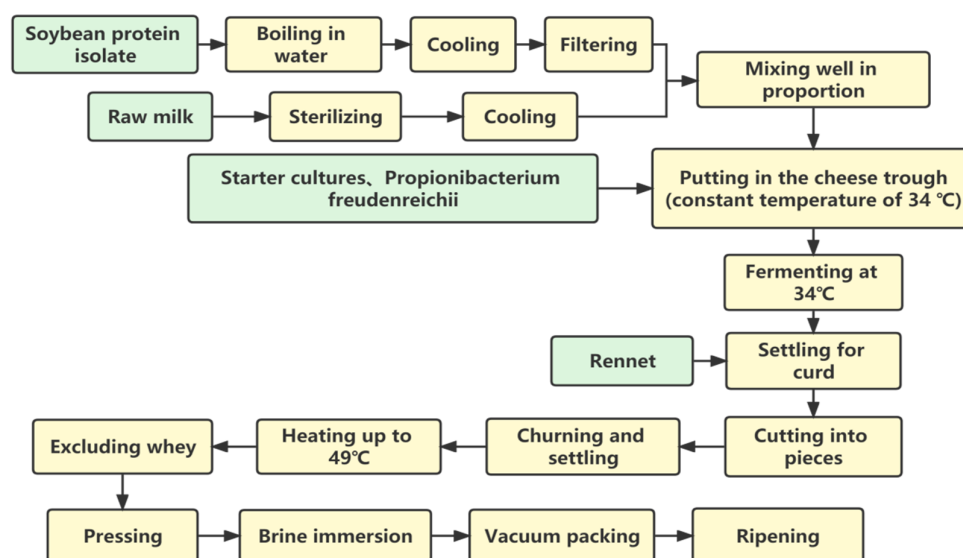 Soybean protein
isolate
Boiling in
water
Cooling
Filtering
Raw milk
Sterilizing
Cooling
Mixing well in
proportion
Starter cultures、Propionibacterium
freudenreichii
Putting in the cheese trough
(constant temperature of 34 ℃)
Fermenting at
34℃
Rennet
Settling for
curd
Cutting into
pieces
Churning and
settling
Heating up to
49℃
Excluding whey
Pressing
Brine immersion
Vacuum packing
Ripening